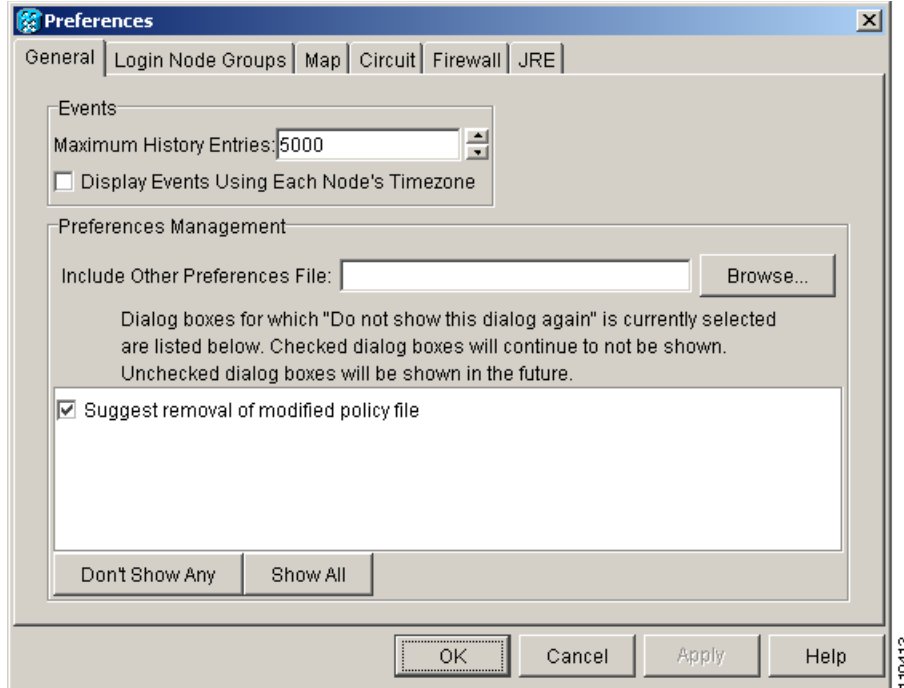 Preferences
General Login Node Groups Map Circuit Firewall JRE
Events
Maximum History Entries: 5000
Display Events Using Each Node's Timezone
Preferences Management
Include Other Preferences File: Browse...
Dialog boxes for which "Do not show this dialog again" is currently selected
are listed below. Checked dialog boxes will continue to not be shown.
Unchecked dialog boxes will be shown in the future.
Suggest removal of modified policy file
Don't Show Any Show All
OK Cancel Apply Help